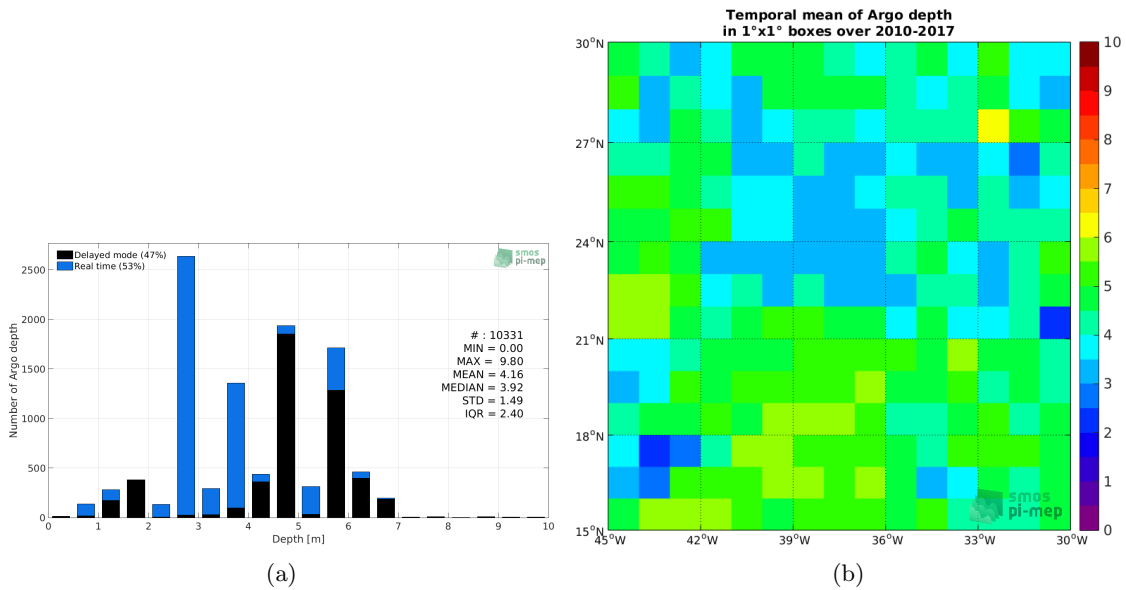 Delayed mode (47%)
Real time (53%)
smos
pi-mep
2500
2000
1500
1000
500
0
Number of Argo depth
# : 10331
MIN = 0.00
MAX = 9.80
MEAN = 4.16
MEDIAN = 3.92
STD = 1.49
IQR = 2.40
0 1 2 3 4 5 6 7 8 9 10
Depth [m]
(a)
Temporal mean of Argo depth
in 1°x1° boxes over 2010-2017
30°N
27°N
24°N
21°N
18°N
15°N
45°W 42°W 39°W 36°W 33°W 30°W
smos
pi-mep
10
9
8
7
6
5
4
3
2
1
0
(b)